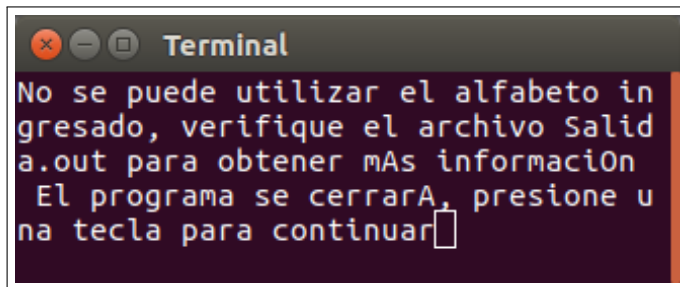 Terminal
No se puede utilizar el alfabeto in
gresado, verifique el archivo Salid
a.out para obtener mAs informaciOn
El programa se cerrarA, presione u
na tecla para continuar